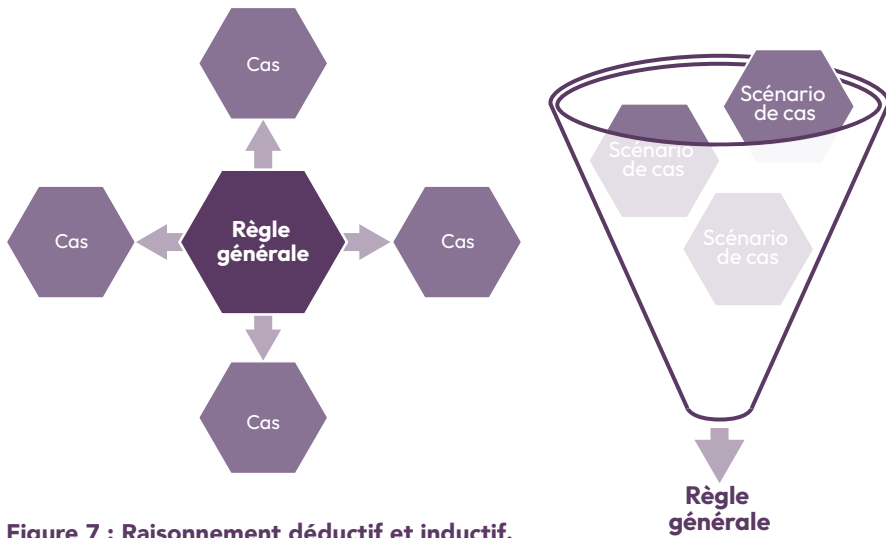 Cas
Cas
Règle
générale
Cas
Cas
Scénario
de cas
Scénario
de cas
Scénario
de cas
Règle
générale
Figure 7 : Raisonnement déductif et inductif.